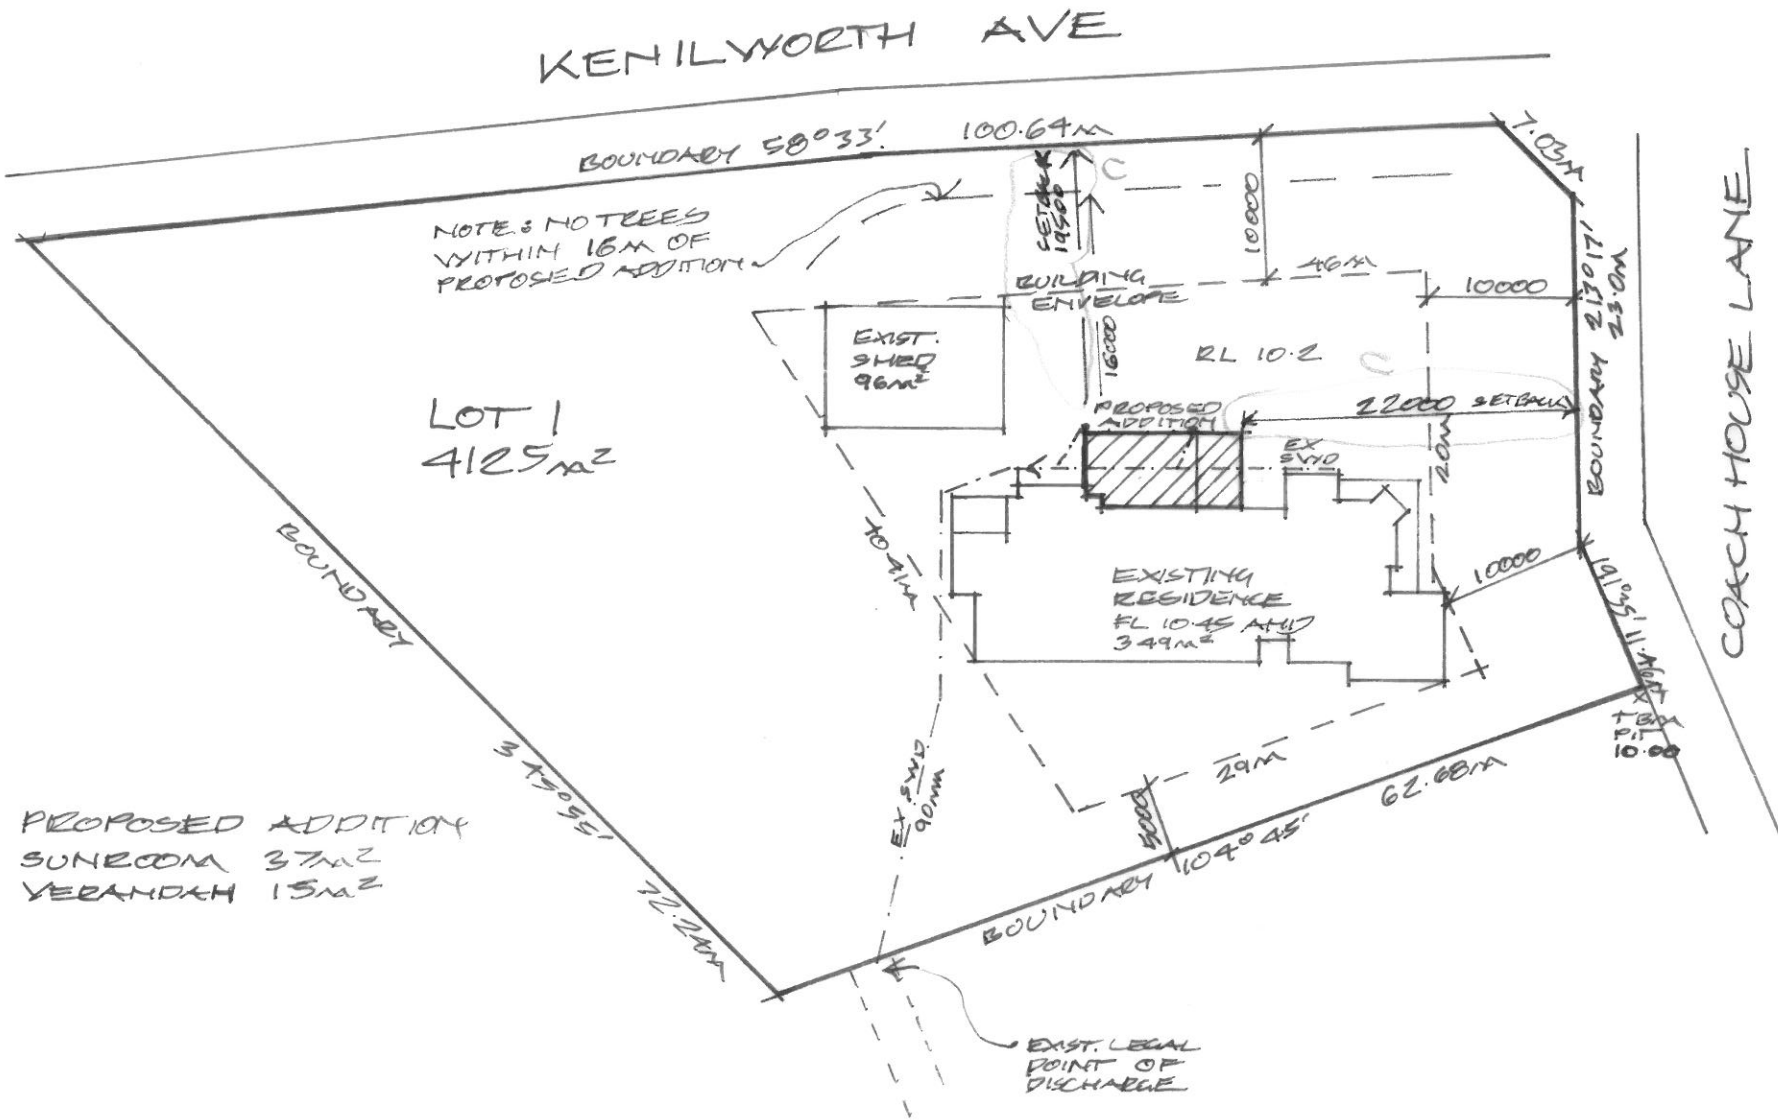 KENILWORTH AVE
BOUNDARY 58°33'
100.64M
7.03M
NOTE: NO TREES
WITHIN 16M OF
PROPOSED ADDITION
SETBACK
19500
C
10000
BUILDING
ENVELOPE
46M
10000
BOUNDARY 213°17'
23.0M
COACH HOUSE LANE
EXIST.
SHED
96M²
16000
RL 10.2
C
LOT 1
4125M²
PROPOSED
ADDITION
22000 SETBACK
EX
SWD
20M
BOUNDARY
40.41M
EXISTING
RESIDENCE
FL 10.45 AHD
349M²
10000
191°35'
TBM
PIT
10.00
345°55'
72.24M
EX. SWD.
90MM
29M
5000
62.68M
BOUNDARY
104°45'
PROPOSED ADDITION
SUNROOM 37M²
VERANDAH 15M²
EXIST. LEGAL
POINT OF
DISCHARGE